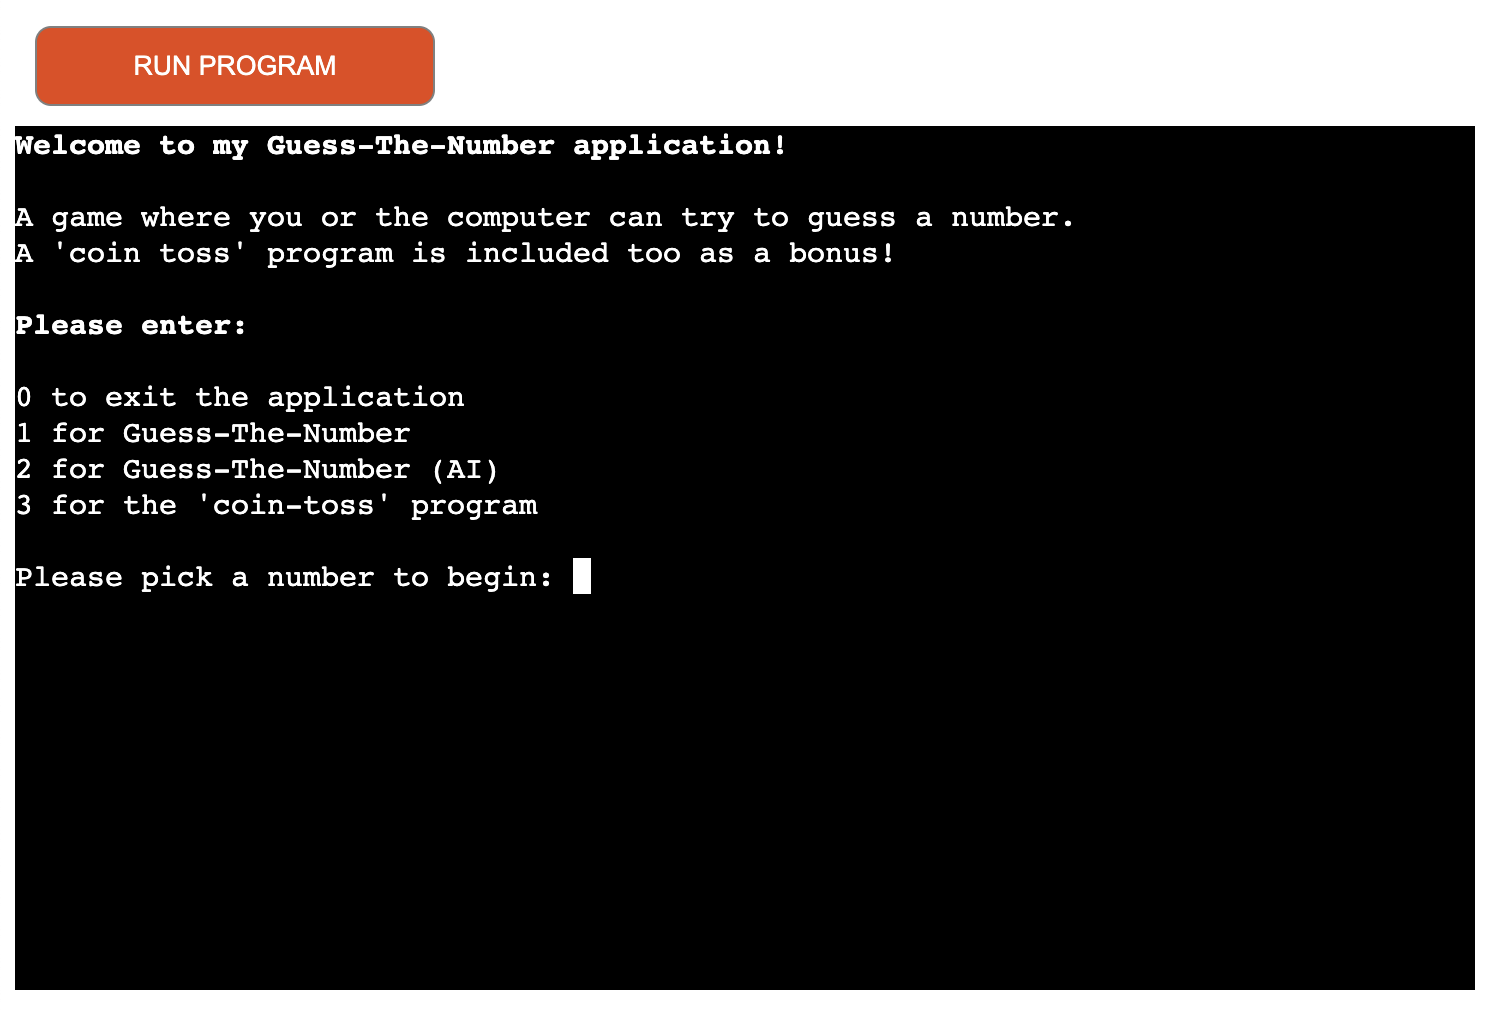 RUN PROGRAM
Welcome to my Guess-The-Number application!
A game where you or the computer can try to guess a number.
A 'coin toss' program is included too as a bonus!
Please enter:
0 to exit the application
1 for Guess-The-Number
2 for Guess-The-Number (AI)
3 for the 'coin-toss' program
Please pick a number to begin: